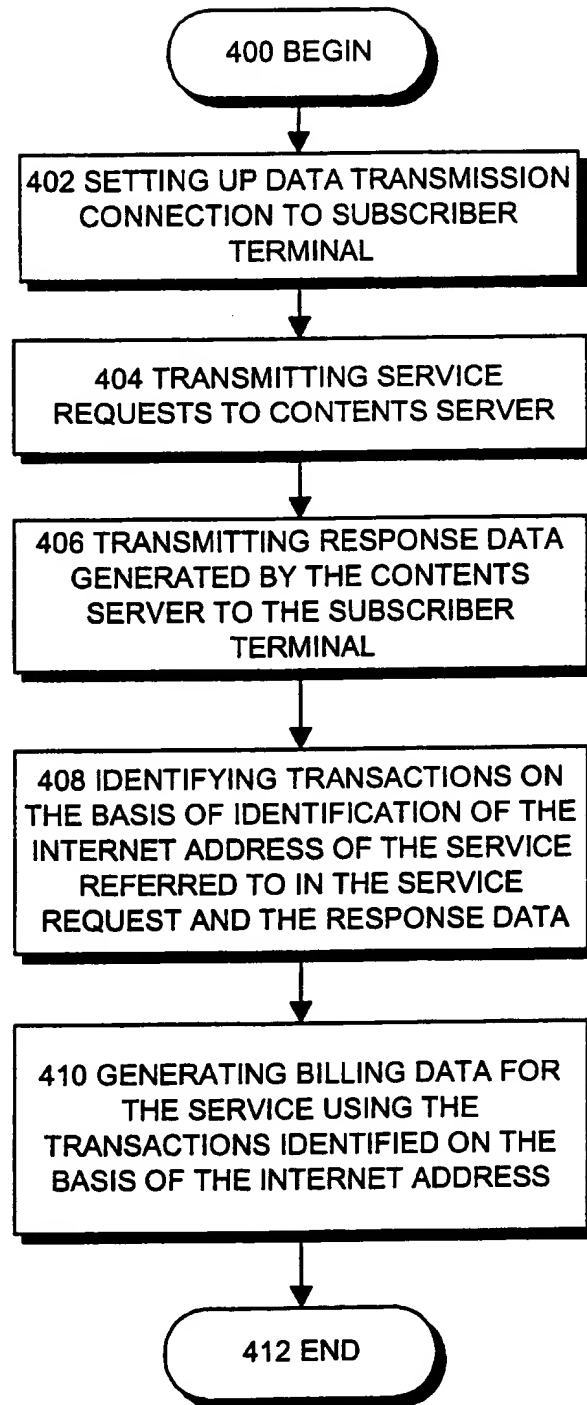 400 BEGIN
402 SETTING UP DATA TRANSMISSION
CONNECTION TO SUBSCRIBER
TERMINAL
404 TRANSMITTING SERVICE
REQUESTS TO CONTENTS SERVER
406 TRANSMITTING RESPONSE DATA
GENERATED BY THE CONTENTS
SERVER TO THE SUBSCRIBER
TERMINAL
408 IDENTIFYING TRANSACTIONS ON
THE BASIS OF IDENTIFICATION OF THE
INTERNET ADDRESS OF THE SERVICE
REFERRED TO IN THE SERVICE
REQUEST AND THE RESPONSE DATA
410 GENERATING BILLING DATA FOR
THE SERVICE USING THE
TRANSACTIONS IDENTIFIED ON THE
BASIS OF THE INTERNET ADDRESS
412 END